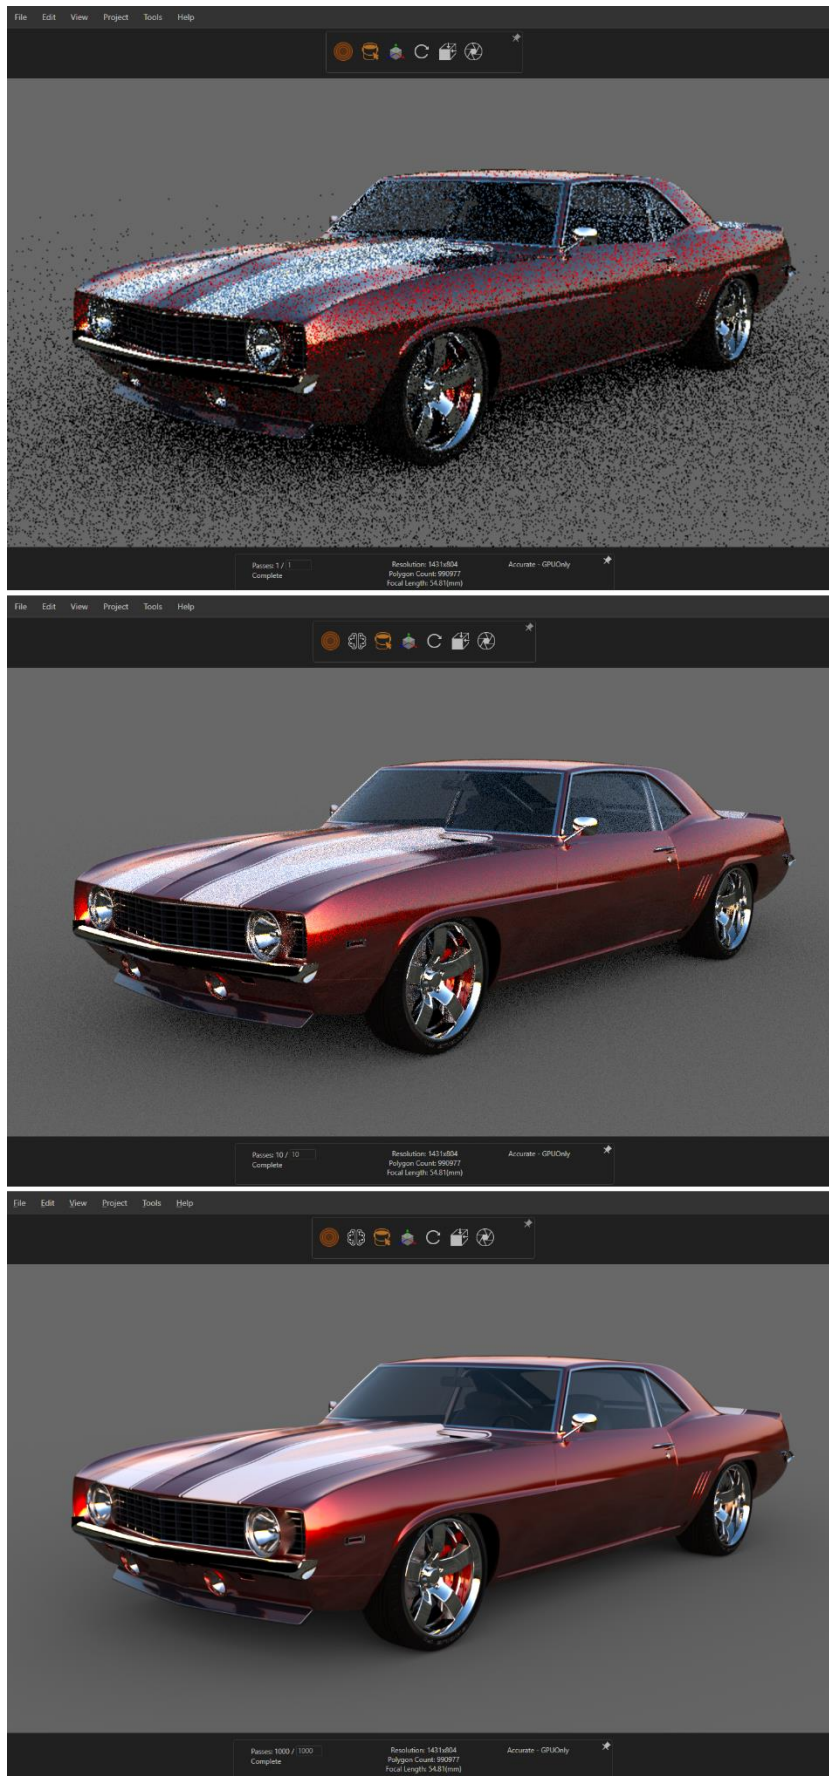 File Edit View Project Tools Help
Passes: 1 / 1 Resolution: 1431x804 Accurate - GPUOnly
Complete Polygon Count: 990977
Focal Length: 54.81(mm)
File Edit View Project Tools Help
Passes: 10 / 10 Resolution: 1431x804 Accurate - GPUOnly
Complete Polygon Count: 990977
Focal Length: 54.81(mm)
File Edit View Project Tools Help
Passes: 1000 / 1000 Resolution: 1431x804 Accurate - GPUOnly
Complete Polygon Count: 990977
Focal Length: 54.81(mm)